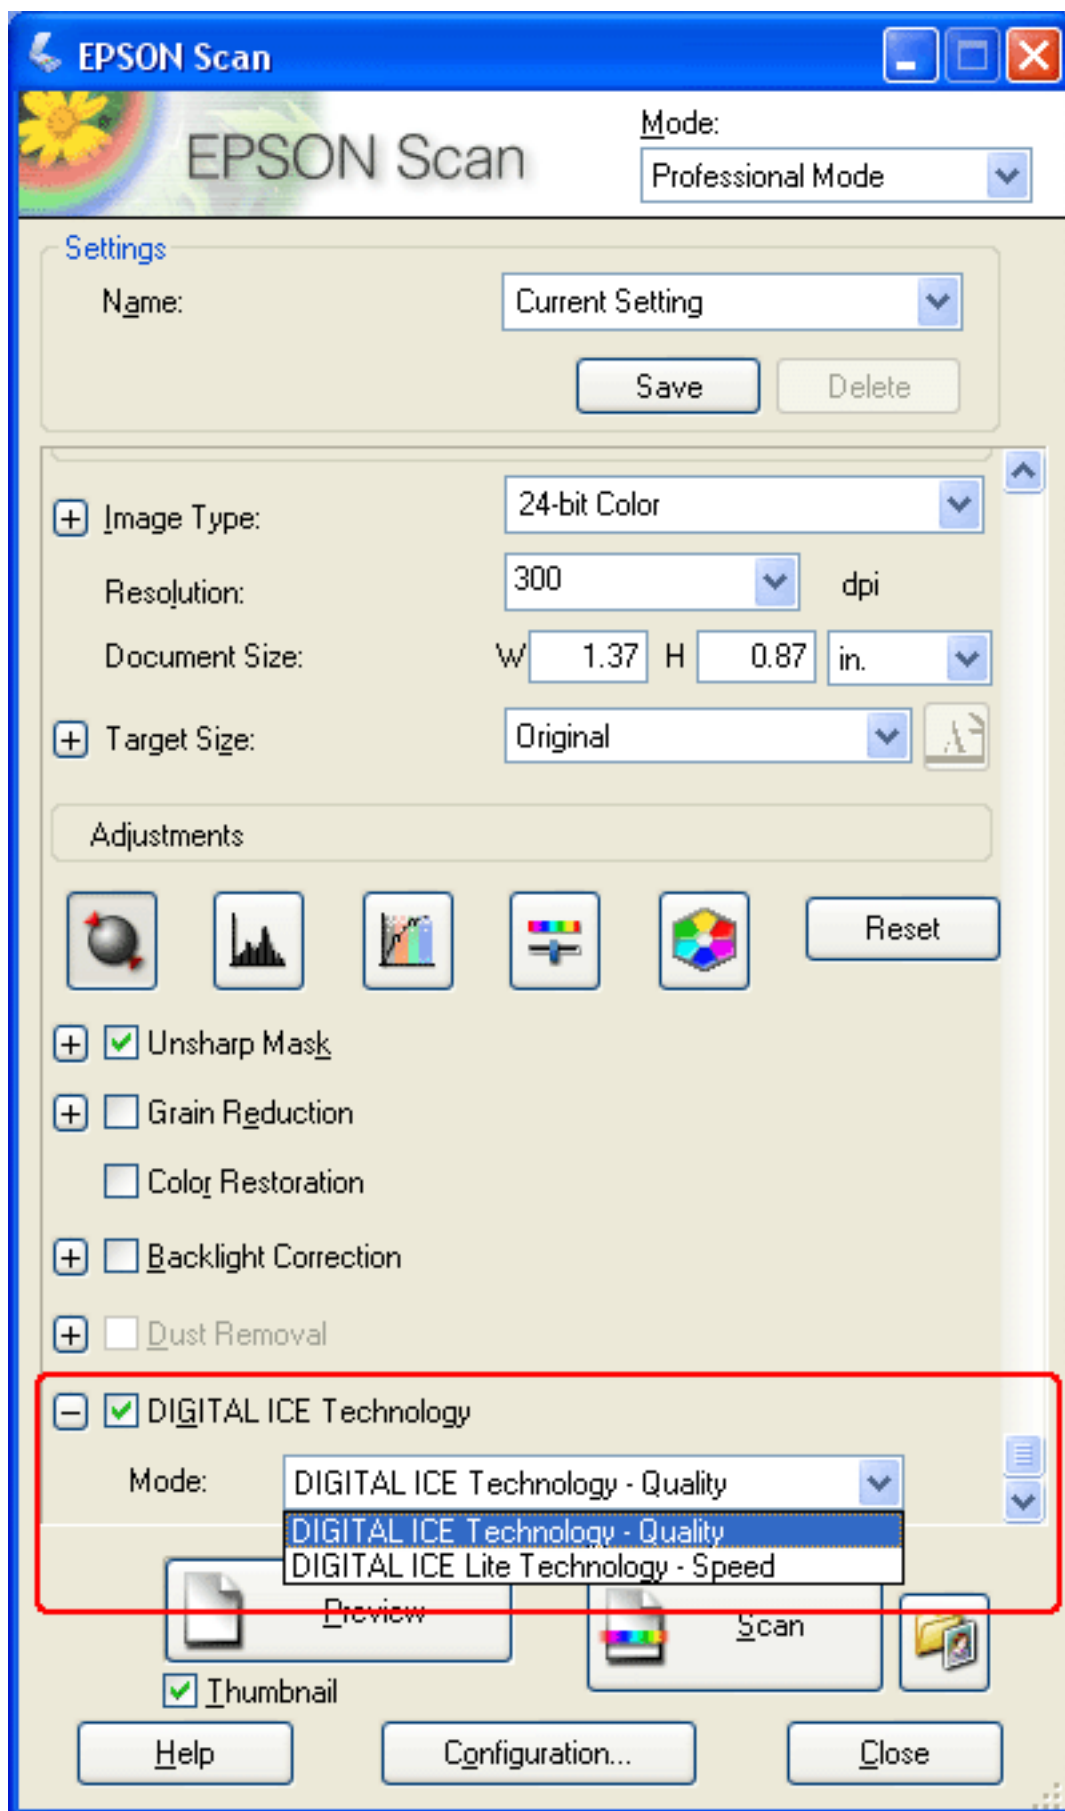 EPSON Scan
EPSON Scan
Mode:
Professional Mode
Settings
Name:
Current Setting
Save
Delete
Image Type:
24-bit Color
Resolution:
300
dpi
Document Size:
W 1.37 H 0.87 in.
Target Size:
Original
Adjustments
Reset
Unsharp Mask
Grain Reduction
Color Restoration
Backlight Correction
Dust Removal
DIGITAL ICE Technology
Mode:
DIGITAL ICE Technology - Quality
DIGITAL ICE Technology - Quality
DIGITAL ICE Lite Technology - Speed
Preview
Scan
Thumbnail
Help
Configuration...
Close